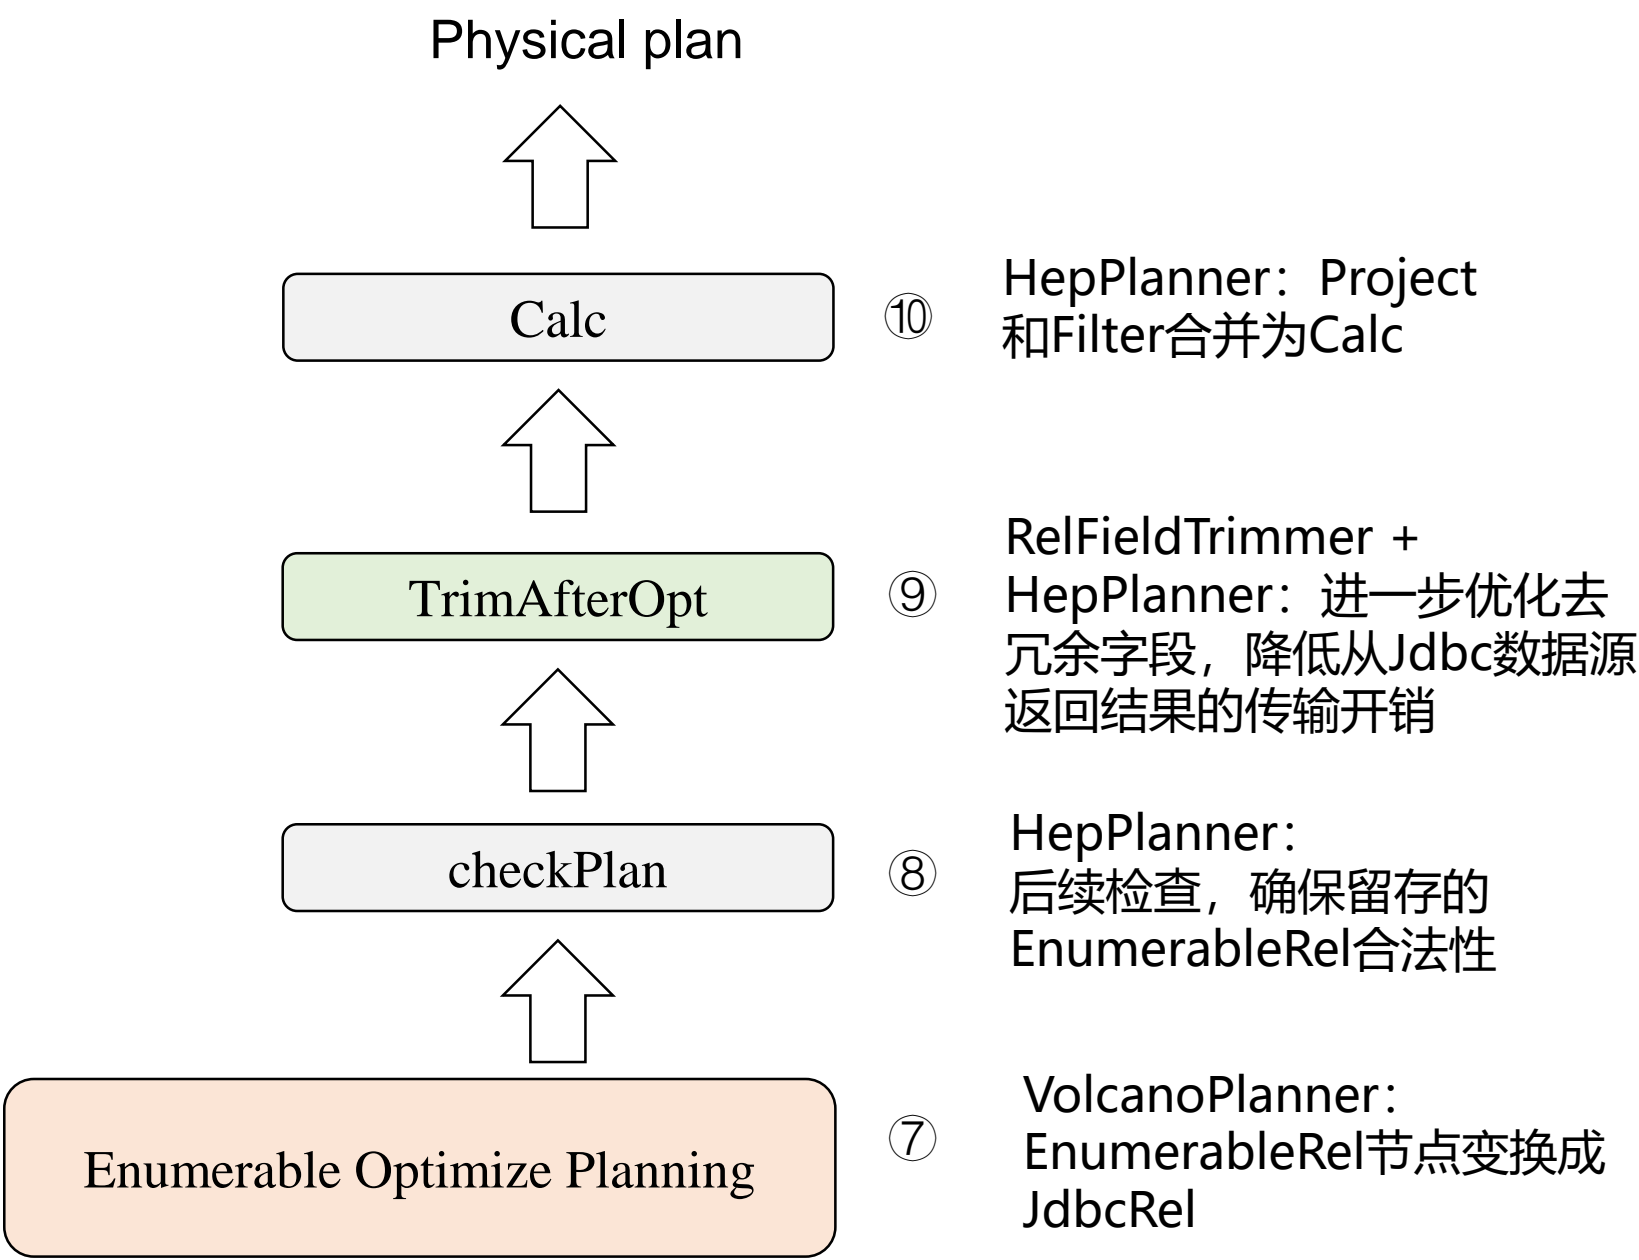 Physical plan
Calc
⑩
HepPlanner：Project
和Filter合并为Calc
TrimAfterOpt
⑨
RelFieldTrimmer +
HepPlanner：进一步优化去
冗余字段，降低从Jdbc数据源
返回结果的传输开销
checkPlan
⑧
HepPlanner：
后续检查，确保留存的
EnumerableRel合法性
Enumerable Optimize Planning
⑦
VolcanoPlanner：
EnumerableRel节点变换成
JdbcRel